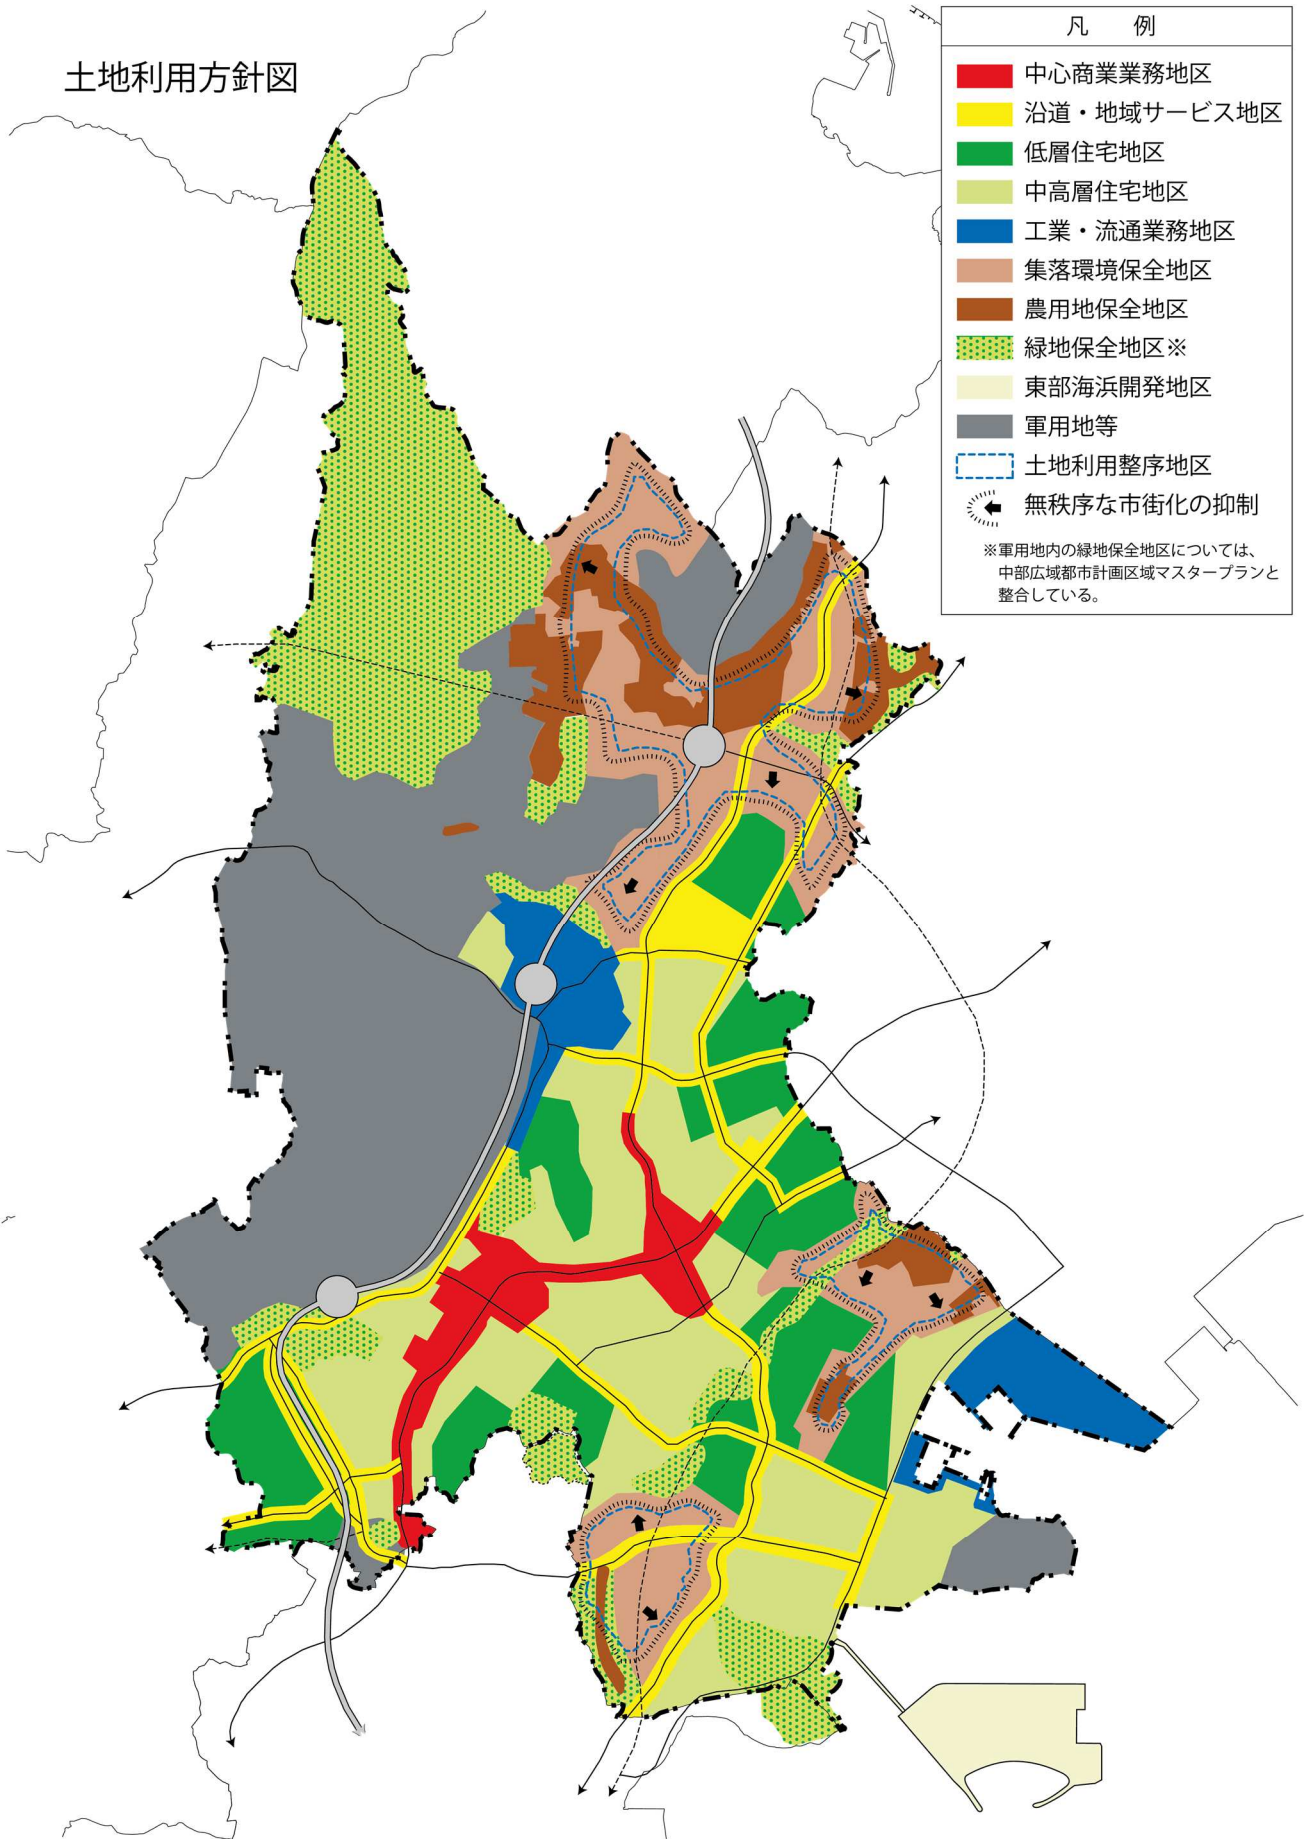 土地利用方針図
凡　例
中心商業業務地区
沿道・地域サービス地区
低層住宅地区
中高層住宅地区
工業・流通業務地区
集落環境保全地区
農用地保全地区
緑地保全地区※
東部海浜開発地区
軍用地等
土地利用整序地区
無秩序な市街化の抑制
※軍用地内の緑地保全地区については、
中部広域都市計画区域マスタープランと
整合している。